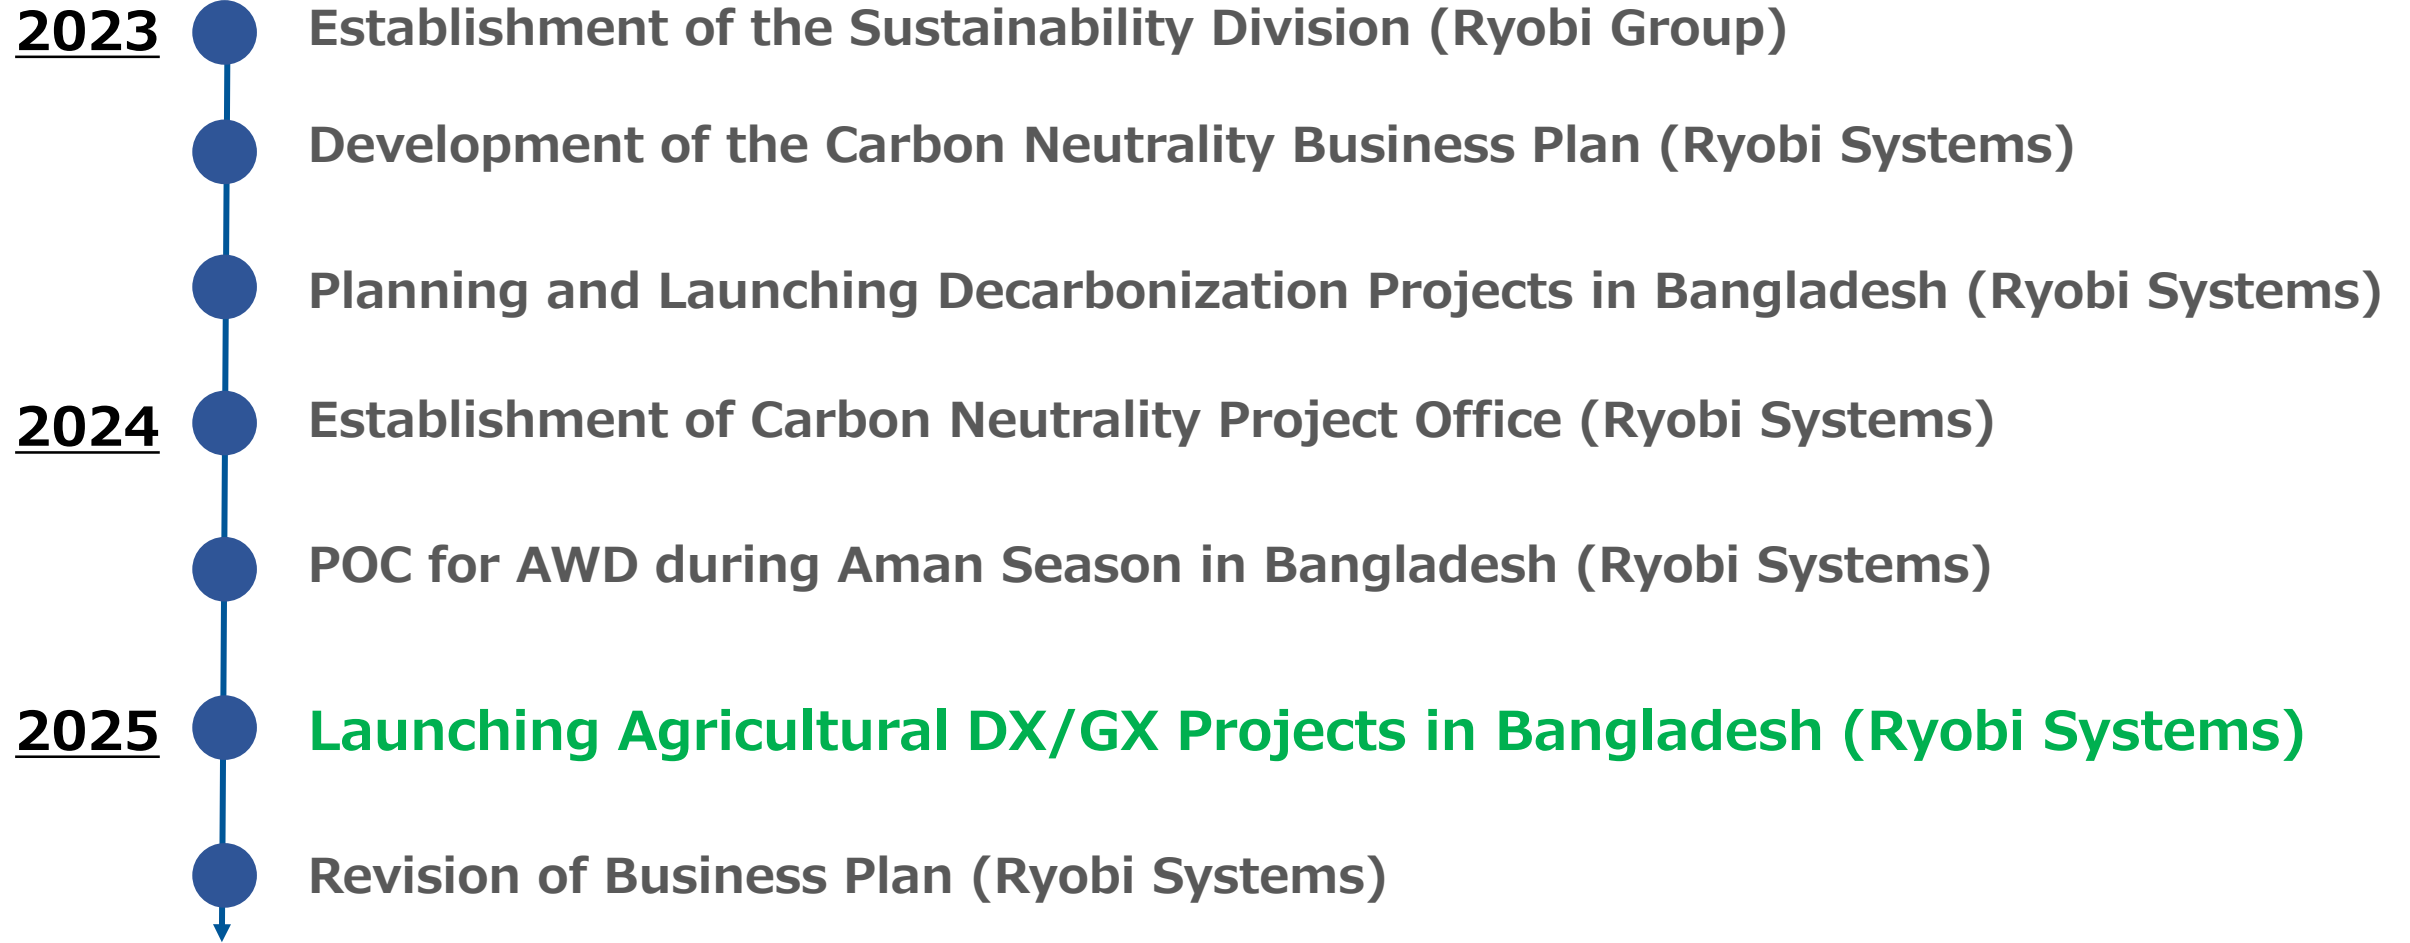 2023 Establishment of the Sustainability Division (Ryobi Group)
Development of the Carbon Neutrality Business Plan (Ryobi Systems)
Planning and Launching Decarbonization Projects in Bangladesh (Ryobi Systems)
2024 Establishment of Carbon Neutrality Project Office (Ryobi Systems)
POC for AWD during Aman Season in Bangladesh (Ryobi Systems)
2025 Launching Agricultural DX/GX Projects in Bangladesh (Ryobi Systems)
Revision of Business Plan (Ryobi Systems)